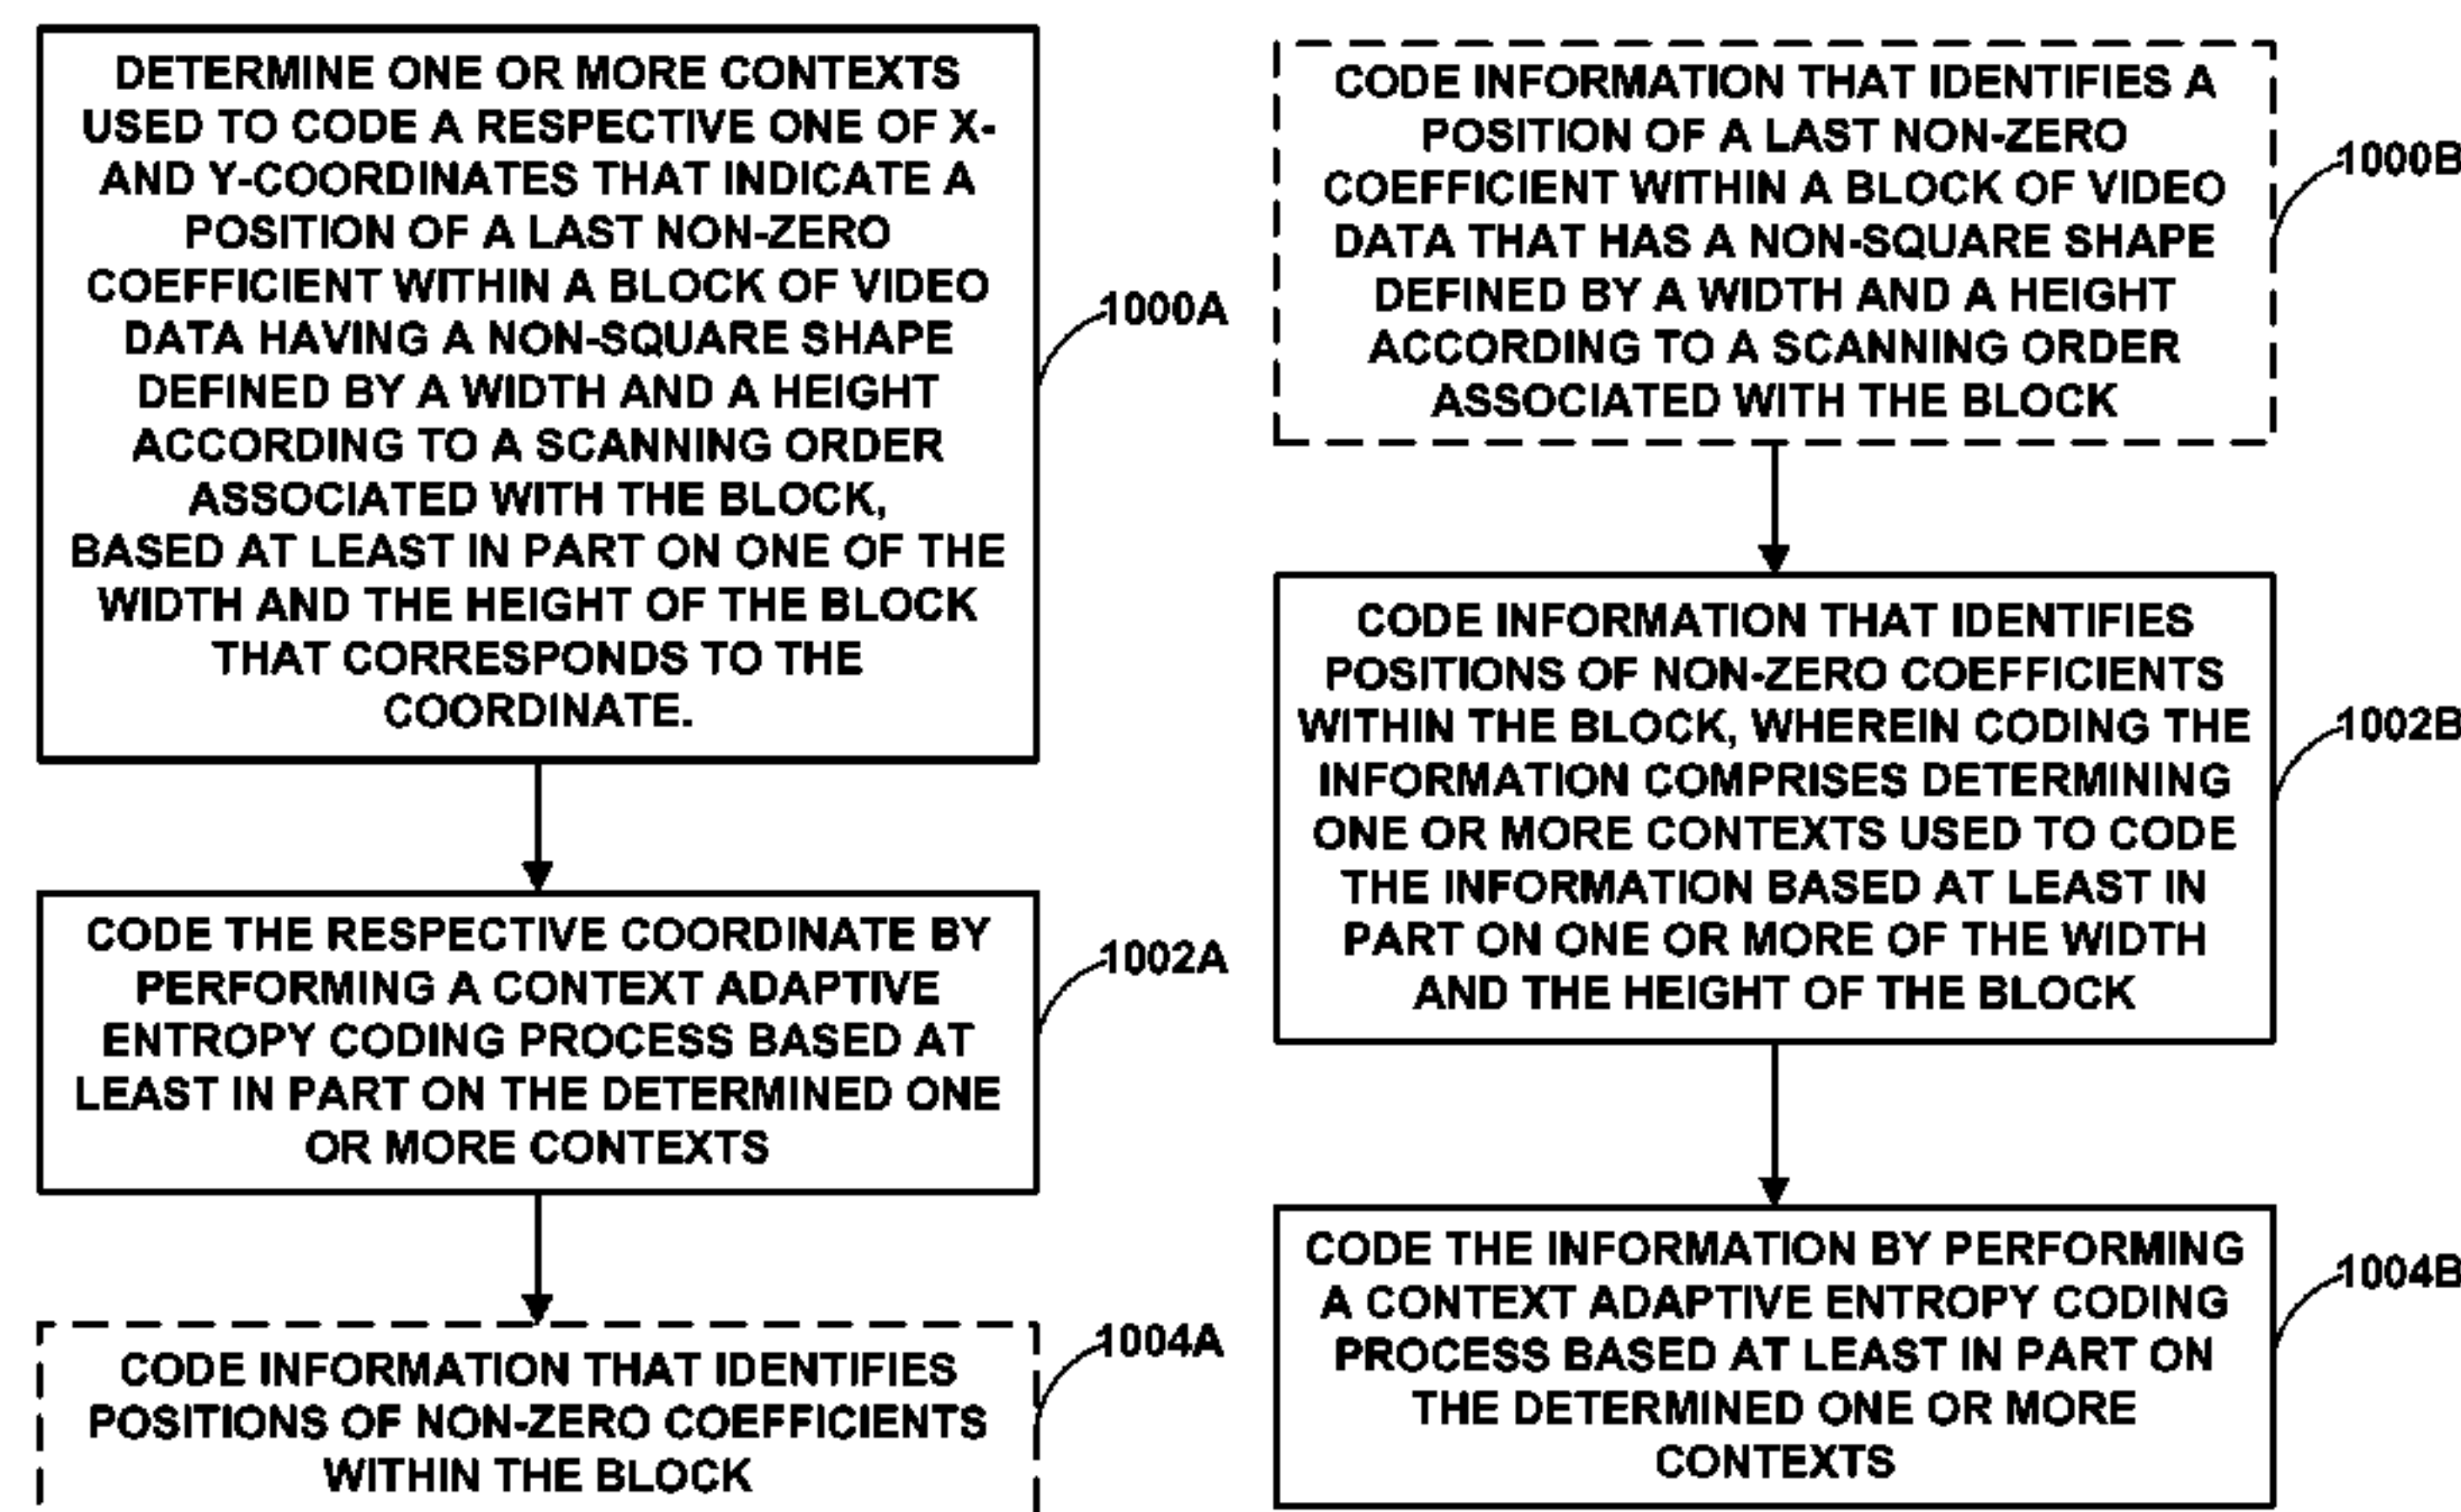 DETERMINE ONE OR MORE CONTEXTS
USED TO CODE A RESPECTIVE ONE OF X-
AND Y-COORDINATES THAT INDICATE A
POSITION OF A LAST NON-ZERO
COEFFICIENT WITHIN A BLOCK OF VIDEO
DATA HAVING A NON-SQUARE SHAPE
DEFINED BY A WIDTH AND A HEIGHT
ACCORDING TO A SCANNING ORDER
ASSOCIATED WITH THE BLOCK,
BASED AT LEAST IN PART ON ONE OF THE
WIDTH AND THE HEIGHT OF THE BLOCK
THAT CORRESPONDS TO THE
COORDINATE.
1000A
CODE THE RESPECTIVE COORDINATE BY
PERFORMING A CONTEXT ADAPTIVE
ENTROPY CODING PROCESS BASED AT
LEAST IN PART ON THE DETERMINED ONE
OR MORE CONTEXTS
1002A
CODE INFORMATION THAT IDENTIFIES
POSITIONS OF NON-ZERO COEFFICIENTS
WITHIN THE BLOCK
1004A
CODE INFORMATION THAT IDENTIFIES A
POSITION OF A LAST NON-ZERO
COEFFICIENT WITHIN A BLOCK OF VIDEO
DATA THAT HAS A NON-SQUARE SHAPE
DEFINED BY A WIDTH AND A HEIGHT
ACCORDING TO A SCANNING ORDER
ASSOCIATED WITH THE BLOCK
1000B
CODE INFORMATION THAT IDENTIFIES
POSITIONS OF NON-ZERO COEFFICIENTS
WITHIN THE BLOCK, WHEREIN CODING THE
INFORMATION COMPRISES DETERMINING
ONE OR MORE CONTEXTS USED TO CODE
THE INFORMATION BASED AT LEAST IN
PART ON ONE OR MORE OF THE WIDTH
AND THE HEIGHT OF THE BLOCK
1002B
CODE THE INFORMATION BY PERFORMING
A CONTEXT ADAPTIVE ENTROPY CODING
PROCESS BASED AT LEAST IN PART ON
THE DETERMINED ONE OR MORE
CONTEXTS
1004B